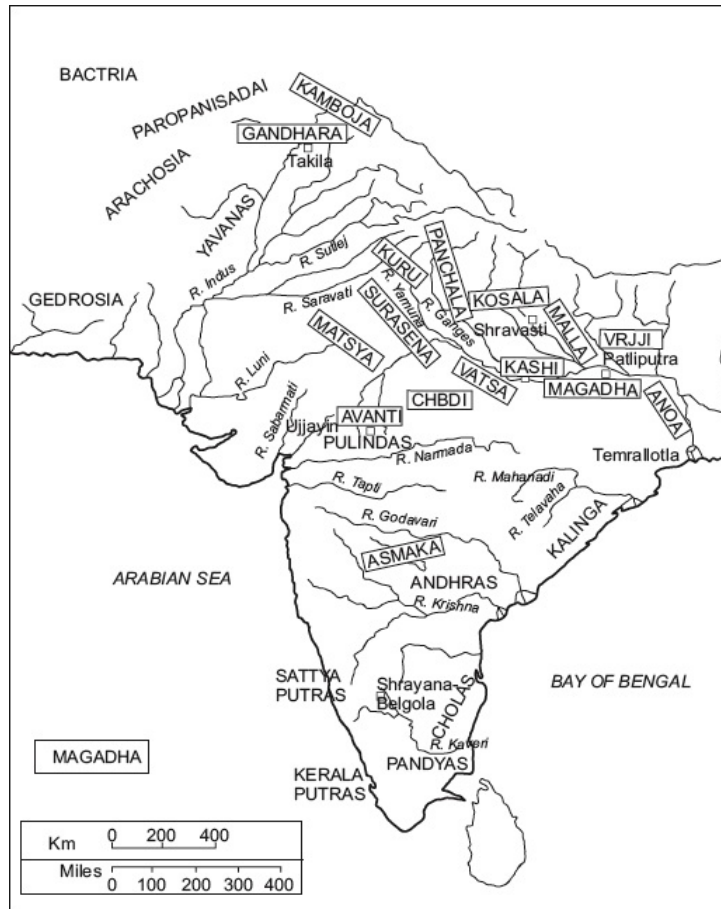 BACTRIA
PAROPANISADAI
KAMBOJA
GANDHARA
Takila
ARACHOSIA
YAVANAS
R. Indus
R. Sutlej
GEDROSIA
R. Saravati
KURU
PANCHALA
R. Yamuna
R. Ganges
SURASENA
MATSYA
KOSALA
Shravasti
MALLA
VRJJI
Patliputra
R. Luni
VATSA
KASHI
MAGADHA
ANOA
R. Sabarmati
AVANTI
CHBDI
Ujjayin
PULINDAS
R. Narmada
Temrallotla
R. Tapti
R. Mahanadi
R. Telavaha
KALINGA
R. Godavari
ASMAKA
ANDHRAS
R. Krishna
ARABIAN SEA
BAY OF BENGAL
SATTYA
PUTRAS
Shrayana-
Belgola
CHOLAS
R. Kaveri
PANDYAS
KERALA
PUTRAS
MAGADHA
Km
0 200 400
Miles
0 100 200 300 400